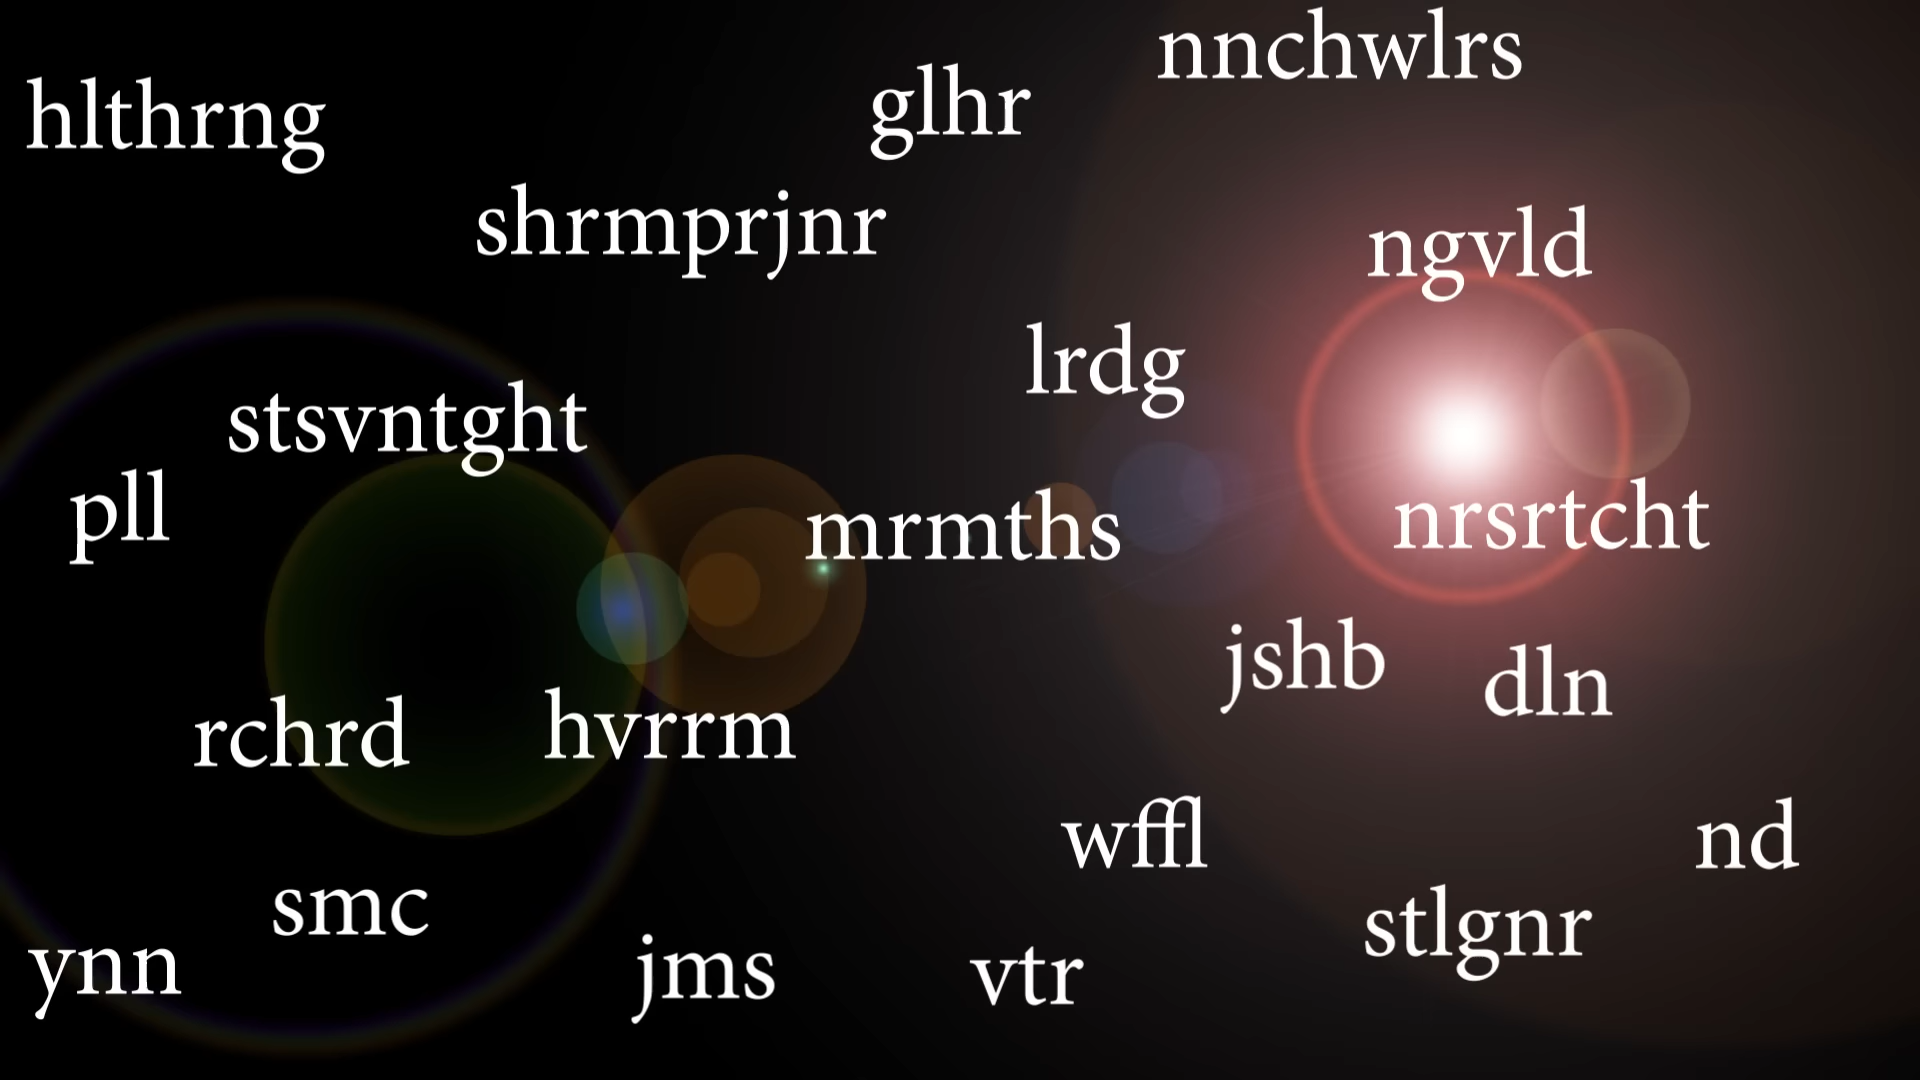 nnchwlrs
hlthrng
glhr
shrmprjnr
ngvld
lrdg
stsvntght
pll
mrmths
nrsrtcht
jshb
dln
rchrd
hvrrm
wffl
nd
smc
stlgnr
ynn
jms
vtr